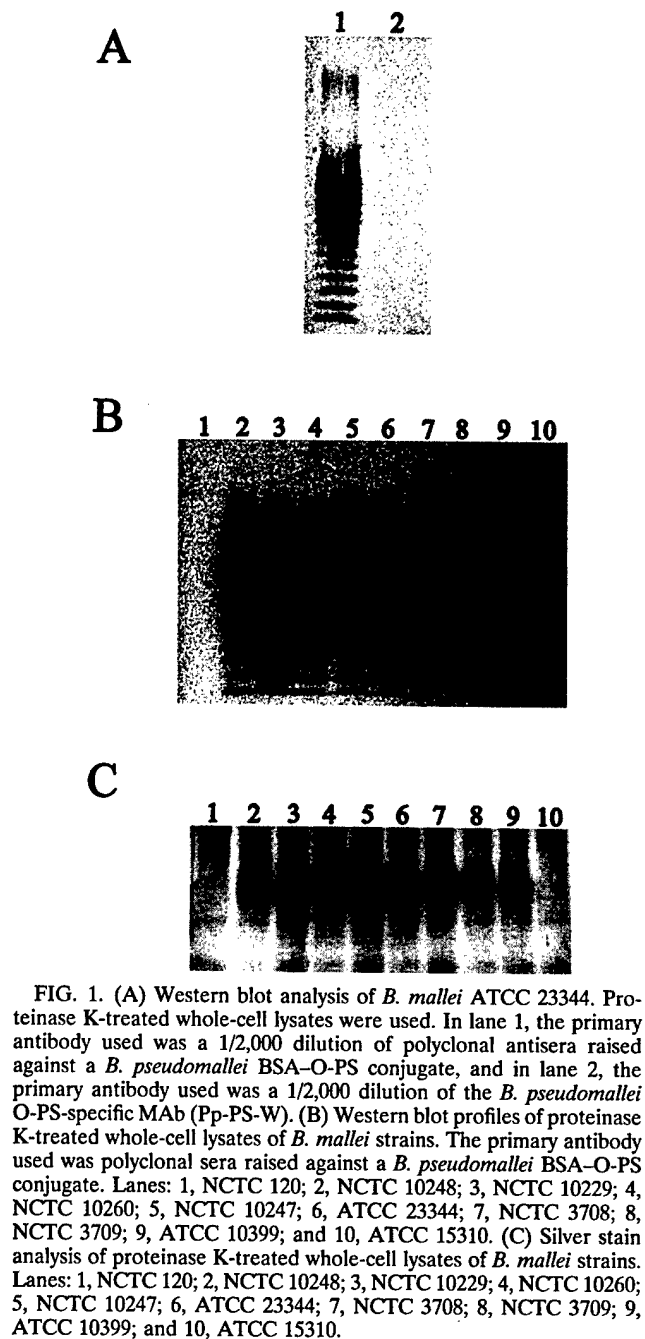 A
1 2
B
1 2 3 4 5 6 7 8 9 10
C
1 2 3 4 5 6 7 8 9 10
FIG. 1. (A) Western blot analysis of B. mallei ATCC 23344. Pro-
teinase K-treated whole-cell lysates were used. In lane 1, the primary
antibody used was a 1/2,000 dilution of polyclonal antisera raised
against a B. pseudomallei BSA–O-PS conjugate, and in lane 2, the
primary antibody used was a 1/2,000 dilution of the B. pseudomallei
O-PS-specific MAb (Pp-PS-W). (B) Western blot profiles of proteinase
K-treated whole-cell lysates of B. mallei strains. The primary antibody
used was polyclonal sera raised against a B. pseudomallei BSA–O-PS
conjugate. Lanes: 1, NCTC 120; 2, NCTC 10248; 3, NCTC 10229; 4,
NCTC 10260; 5, NCTC 10247; 6, ATCC 23344; 7, NCTC 3708; 8,
NCTC 3709; 9, ATCC 10399; and 10, ATCC 15310. (C) Silver stain
analysis of proteinase K-treated whole-cell lysates of B. mallei strains.
Lanes: 1, NCTC 120; 2, NCTC 10248; 3, NCTC 10229; 4, NCTC 10260;
5, NCTC 10247; 6, ATCC 23344; 7, NCTC 3708; 8, NCTC 3709; 9,
ATCC 10399; and 10, ATCC 15310.